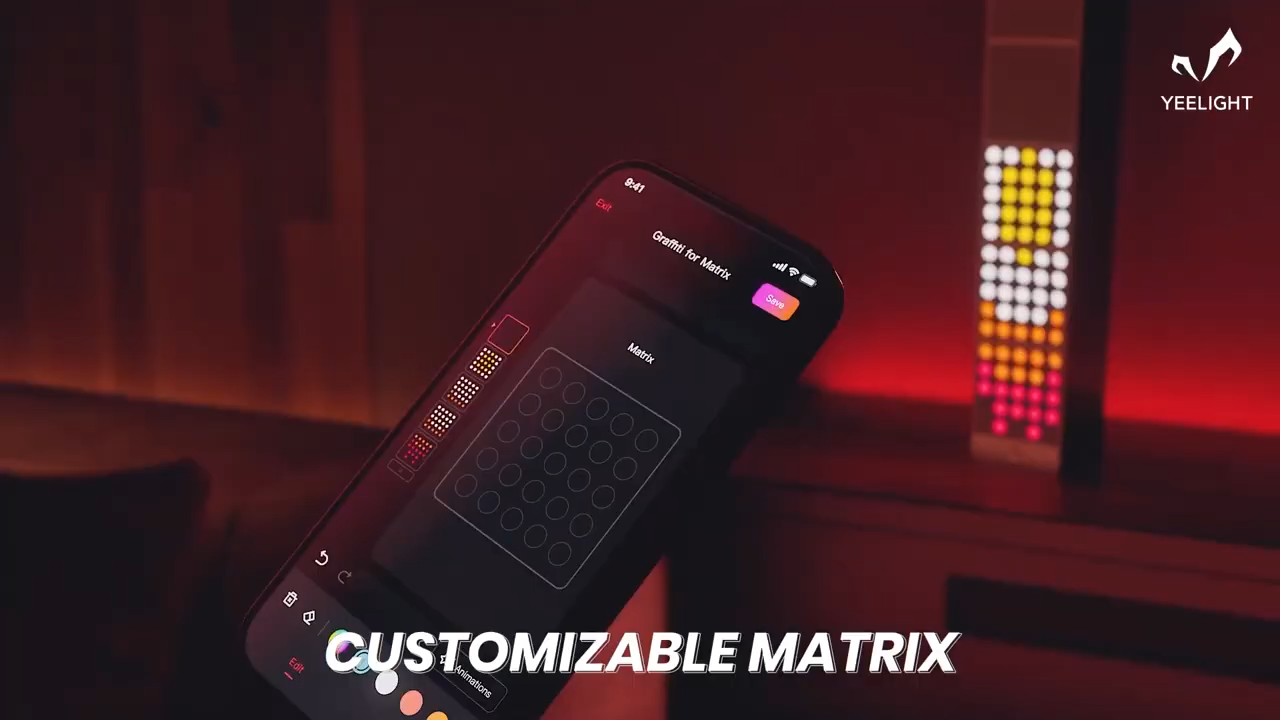 YEELIGHT
9:41
Exit
Graffiti for Matrix
Save
Matrix
Edit
Animations
CUSTOMIZABLE MATRIX